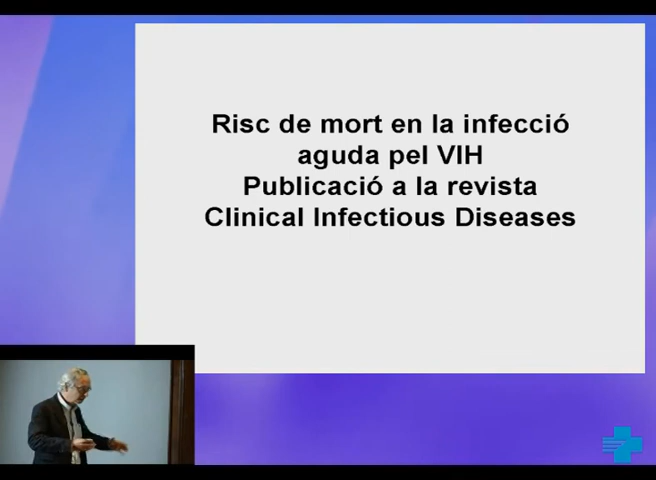 Risc de mort en la infecció
aguda pel VIH
Publicació a la revista
Clinical Infectious Diseases